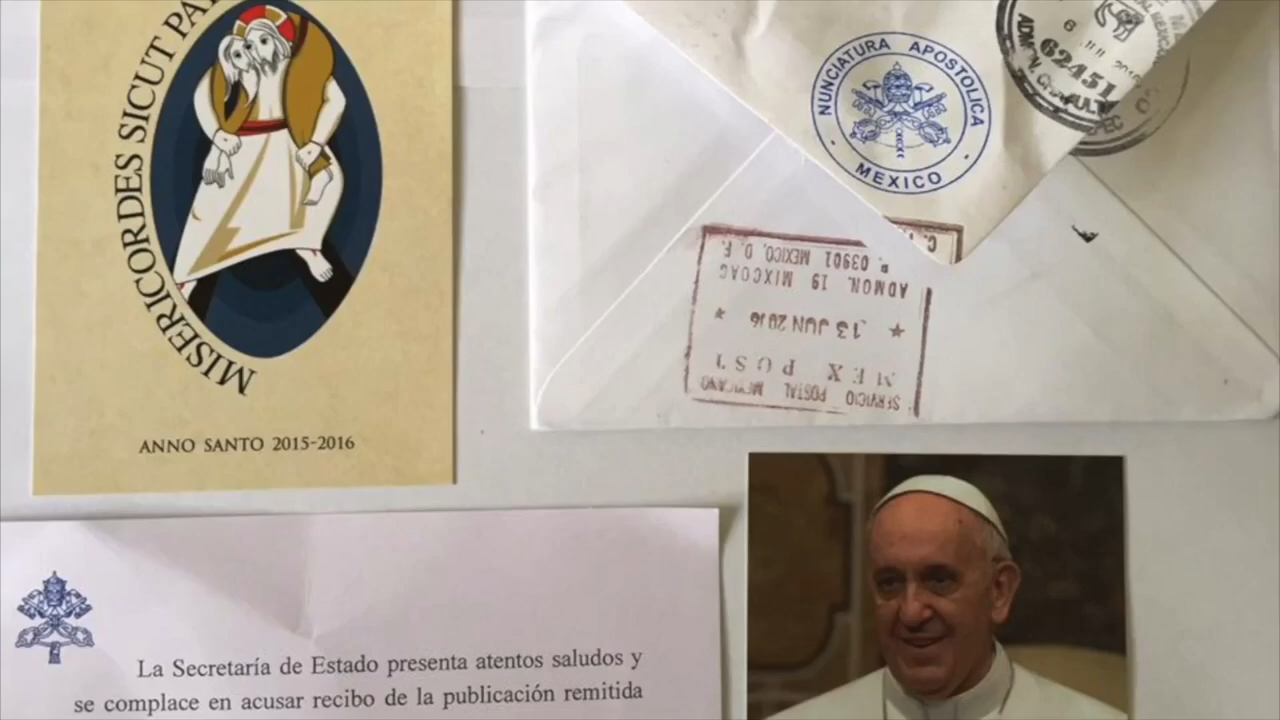 MISERICORDES SICUT PA
ANNO SANTO 2015-2016
NUNCIATURA APOSTOLICA
MEXICO
62451
SERVICIO POSTAL MEXICANO
MEX POST
★ 13 JUN 2016 ★
ADMON. 19 MIXCOAC
P. 03901 MEXICO, D. F.
La Secretaría de Estado presenta atentos saludos y
se complace en acusar recibo de la publicación remitida